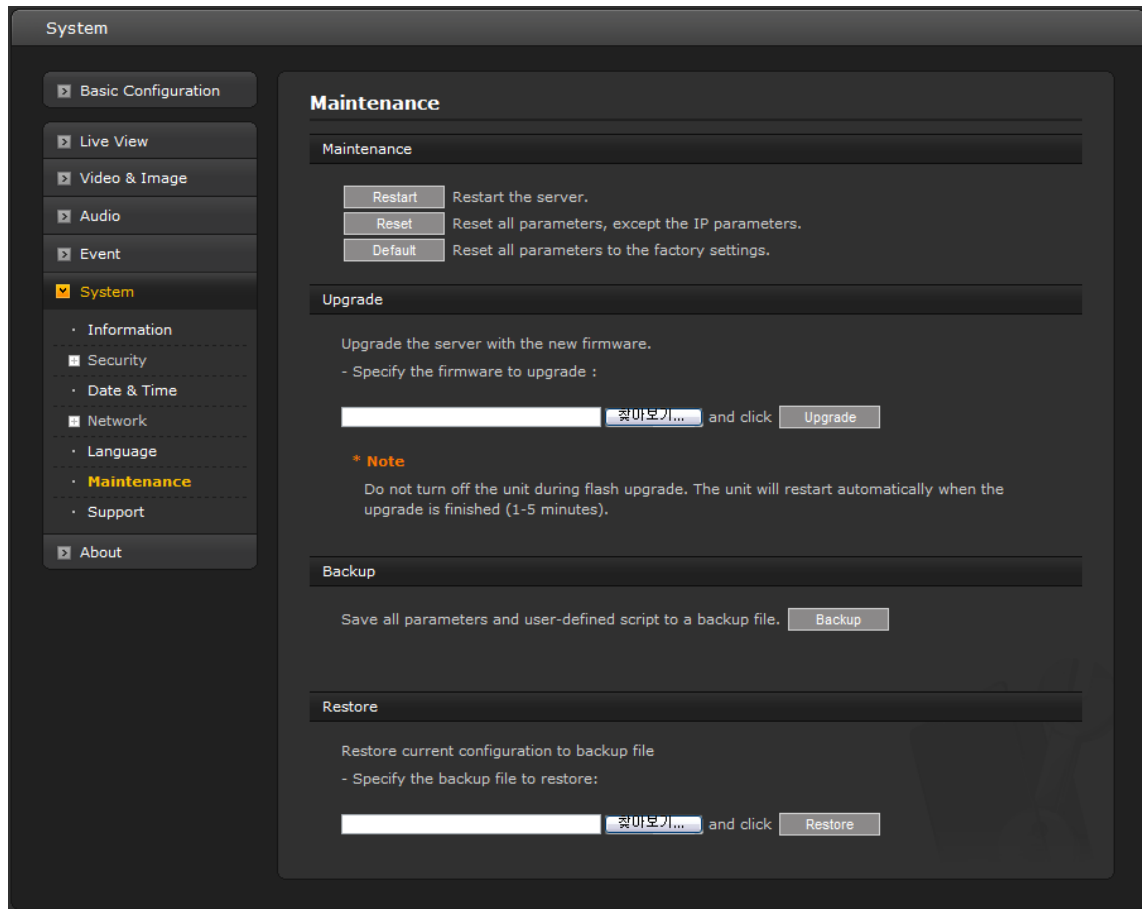 System
Basic Configuration
Live View
Video & Image
Audio
Event
System
· Information
Security
· Date & Time
Network
· Language
· Maintenance
· Support
About
Maintenance
Maintenance
Restart Restart the server.
Reset Reset all parameters, except the IP parameters.
Default Reset all parameters to the factory settings.
Upgrade
Upgrade the server with the new firmware.
- Specify the firmware to upgrade :
찾아보기... and click Upgrade
* Note
Do not turn off the unit during flash upgrade. The unit will restart automatically when the
upgrade is finished (1-5 minutes).
Backup
Save all parameters and user-defined script to a backup file. Backup
Restore
Restore current configuration to backup file
- Specify the backup file to restore:
찾아보기... and click Restore